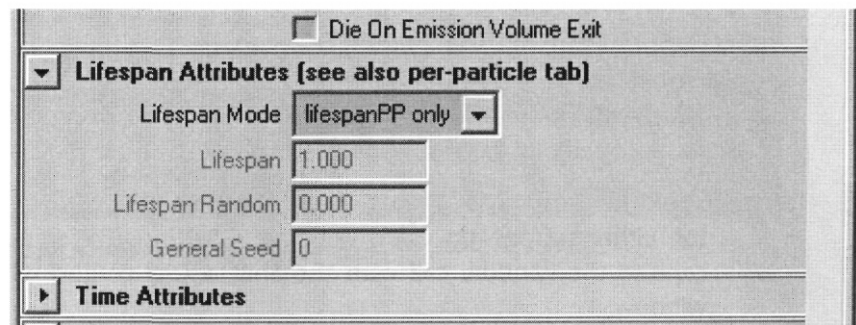 Die On Emission Volume Exit
Lifespan Attributes (see also per-particle tab)
Lifespan Mode lifespanPP only
Lifespan 1.000
Lifespan Random 0.000
General Seed 0
Time Attributes